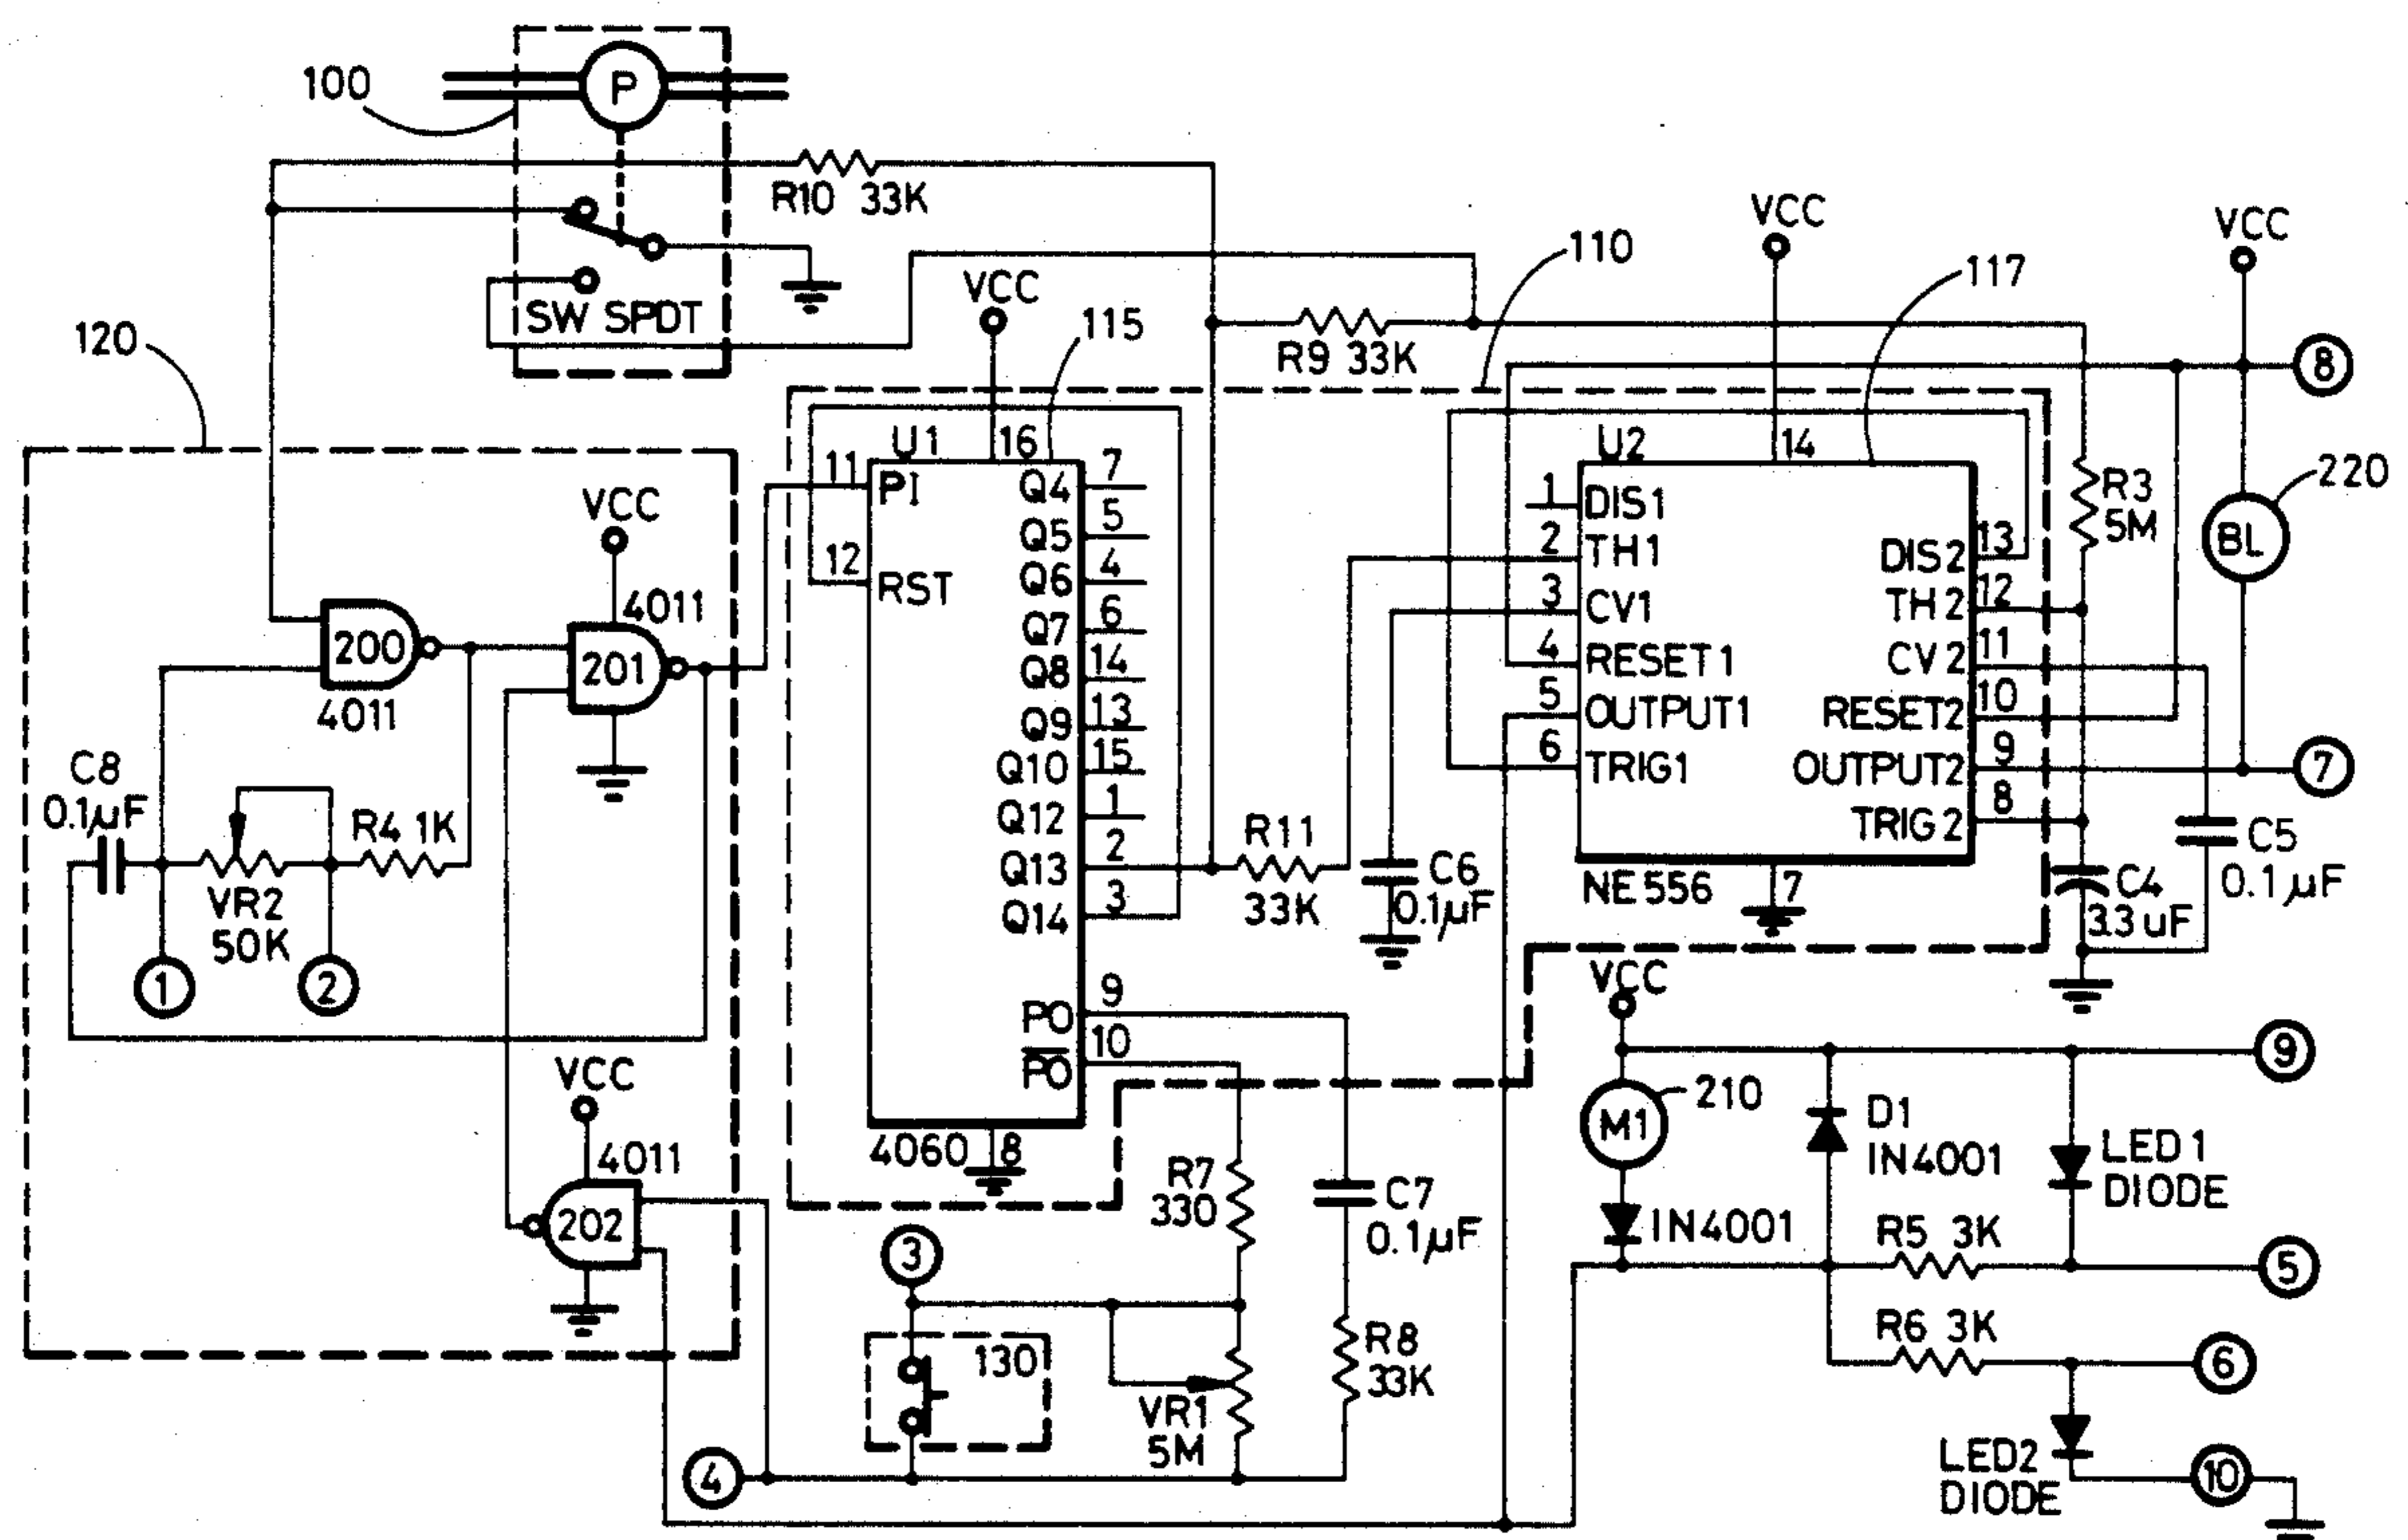 100
P
R10 33K
SW SPDT
VCC
110
VCC
117
VCC
120
115
R9 33K
8
U1
16
11
PI
12
RST
Q4
7
Q5
5
Q6
4
Q7
6
Q8
14
Q9
13
Q10
15
Q12
1
Q13
2
Q14
3
PO
9
PO
10
4060
8
U2
14
1
DIS1
2
TH1
3
CV1
4
RESET1
5
OUTPUT1
6
TRIG1
DIS2
13
TH2
12
CV2
11
RESET2
10
OUTPUT2
9
TRIG2
8
NE556
7
R3
5M
220
BL
7
VCC
4011
200
4011
201
C8
0.1µF
R4 1K
VR2
50K
1
2
R11
33K
C6
0.1µF
C4
33uF
C5
0.1µF
VCC
4011
202
R7
330
C7
0.1µF
3
130
VR1
5M
R8
33K
4
VCC
9
M1
210
D1
IN4001
LED1
DIODE
IN4001
R5 3K
5
R6 3K
6
LED2
DIODE
10